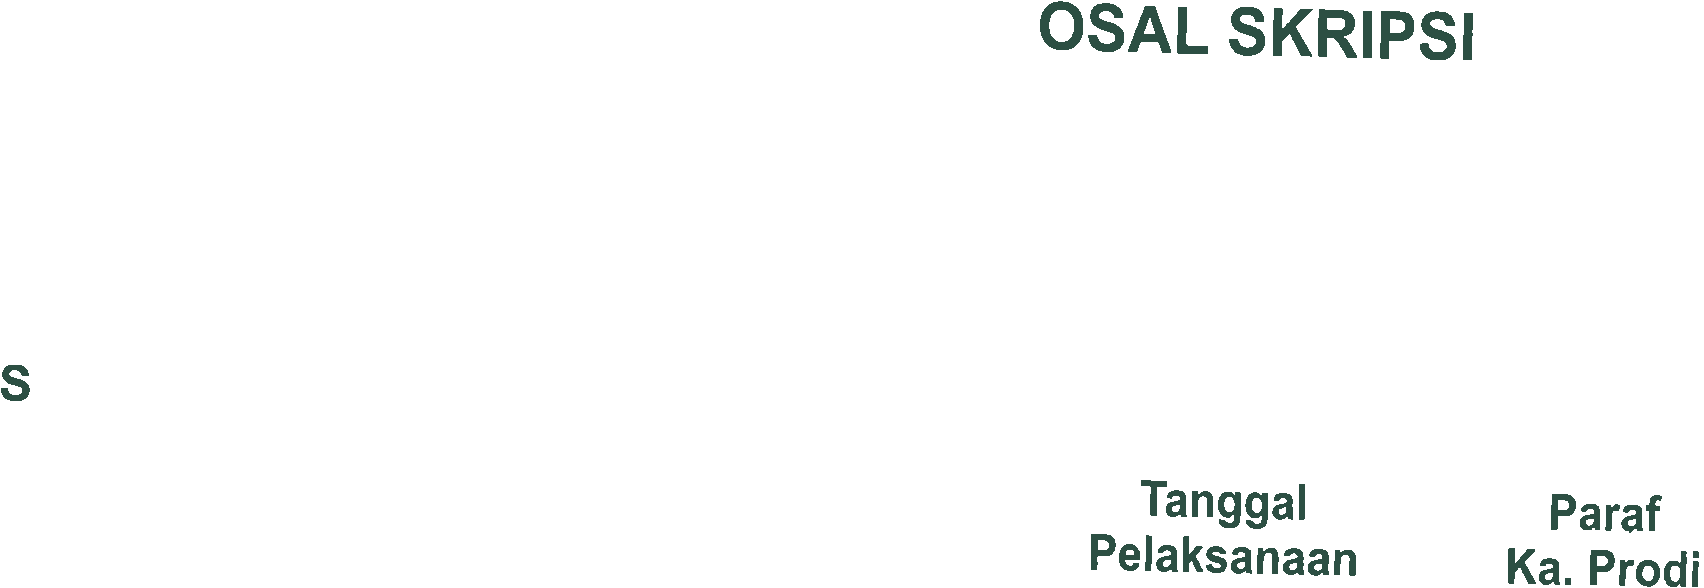 OSAL SKRIPSI
S
Tanggal Paraf
Pelaksanaan Ka. Prodi